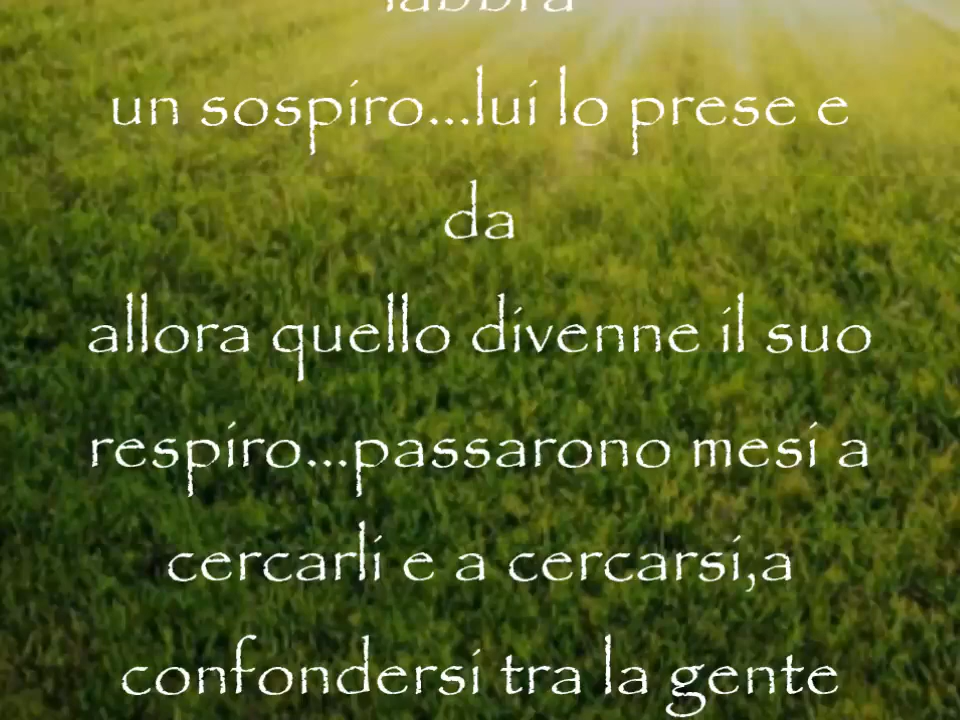 labbra
un sospiro...lui lo prese e
da
allora quello divenne il suo
respiro...passarono mesi a
cercarli e a cercarsi,a
confondersi tra la gente